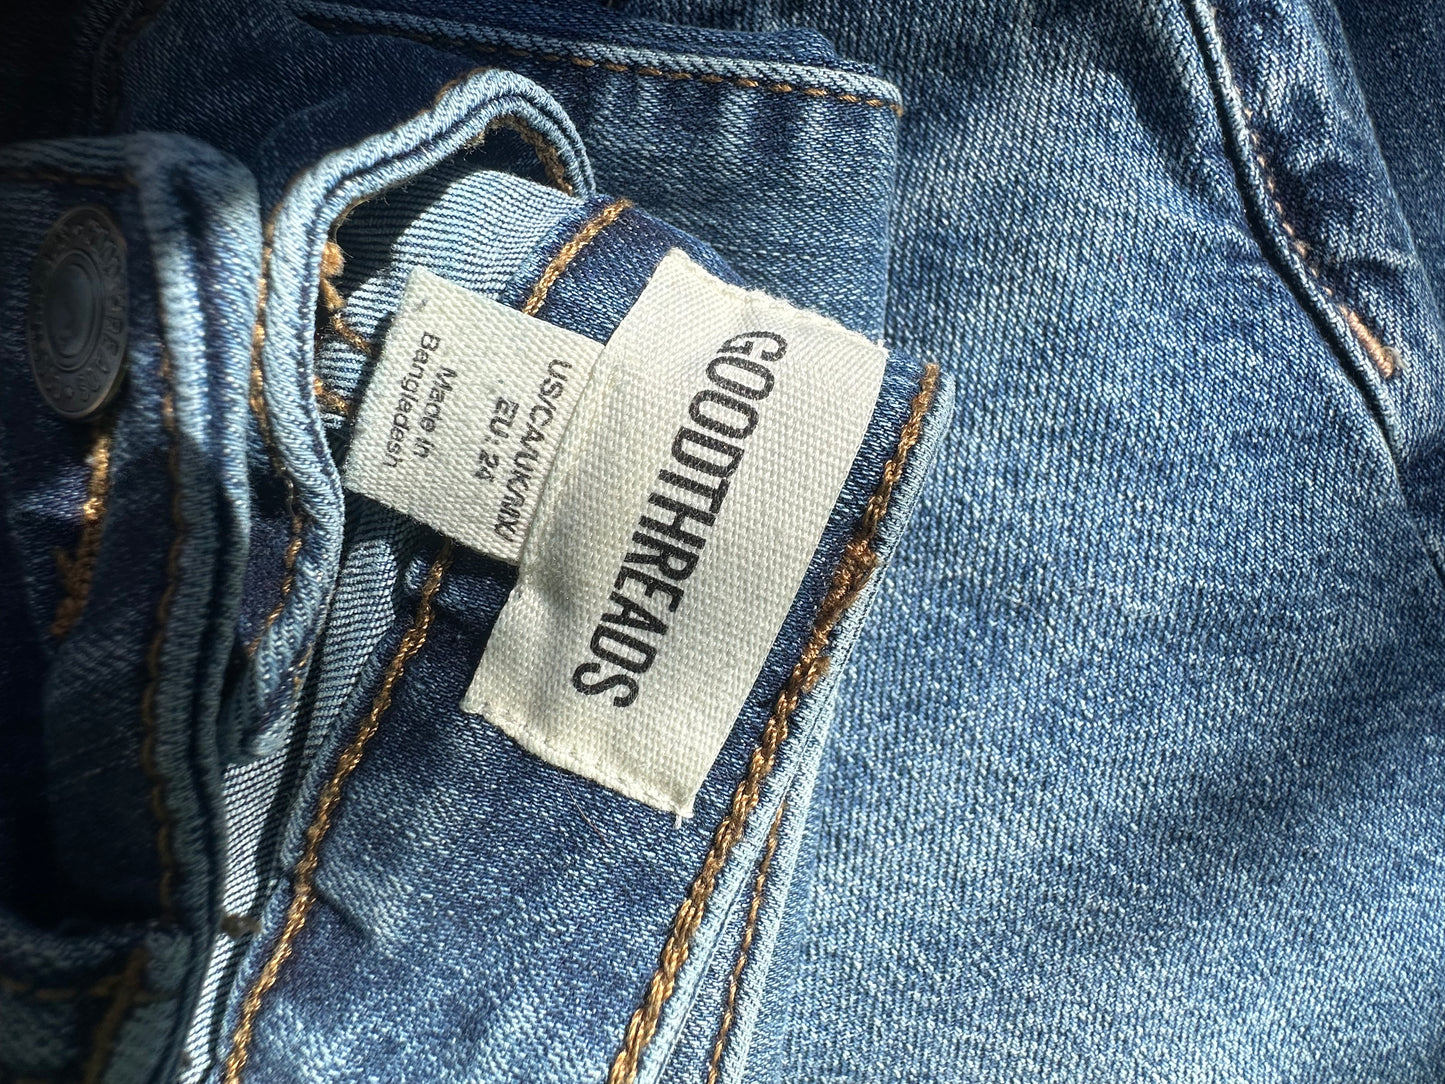 GOODTHREADS
US/CA/UK/MX/
EU: 24
Made in
Bangladesh